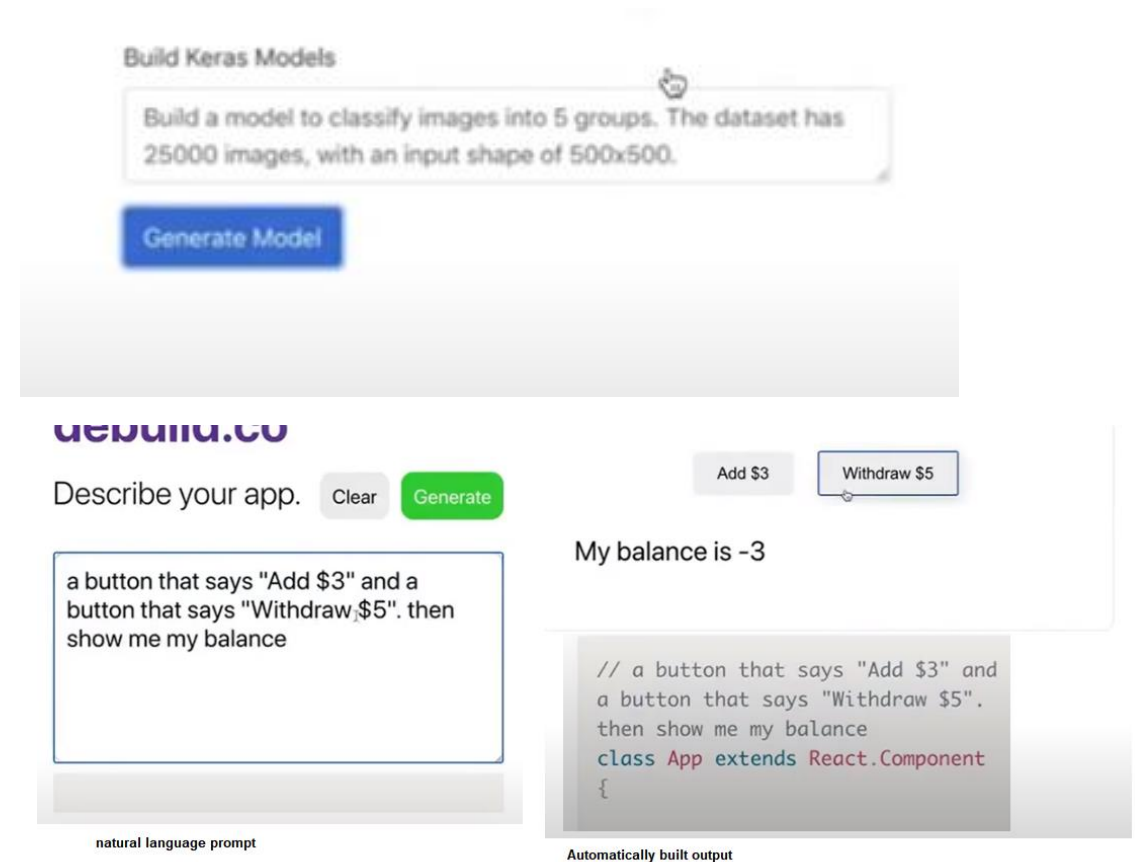 Build Keras Models
Build a model to classify images into 5 groups. The dataset has
25000 images, with an input shape of 500x500.
Generate Model
debuild.co
Describe your app. Clear Generate
a button that says "Add $3" and a
button that says "Withdraw $5". then
show me my balance
natural language prompt
Add $3 Withdraw $5
My balance is -3
// a button that says "Add $3" and
a button that says "Withdraw $5".
then show me my balance
class App extends React.Component
{
Automatically built output